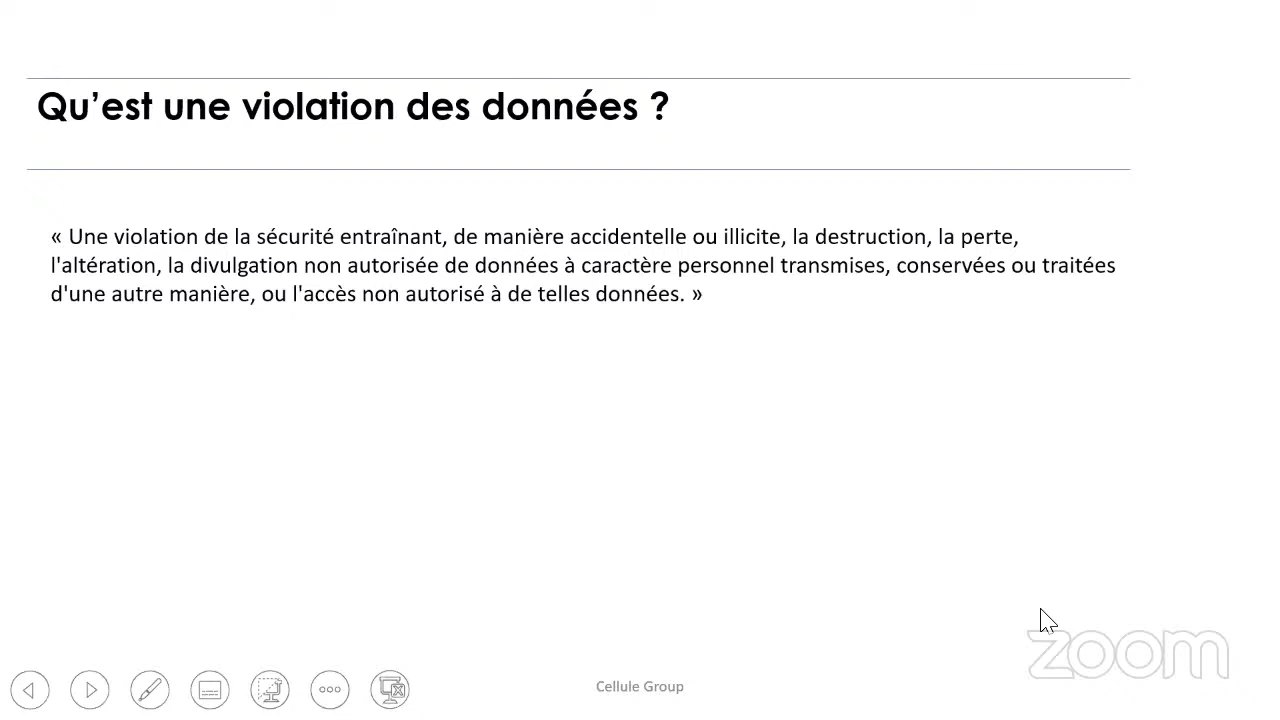 Qu’est une violation des données ?
« Une violation de la sécurité entraînant, de manière accidentelle ou illicite, la destruction, la perte,
l'altération, la divulgation non autorisée de données à caractère personnel transmises, conservées ou traitées
d'une autre manière, ou l'accès non autorisé à de telles données. »
zoom
Cellule Group